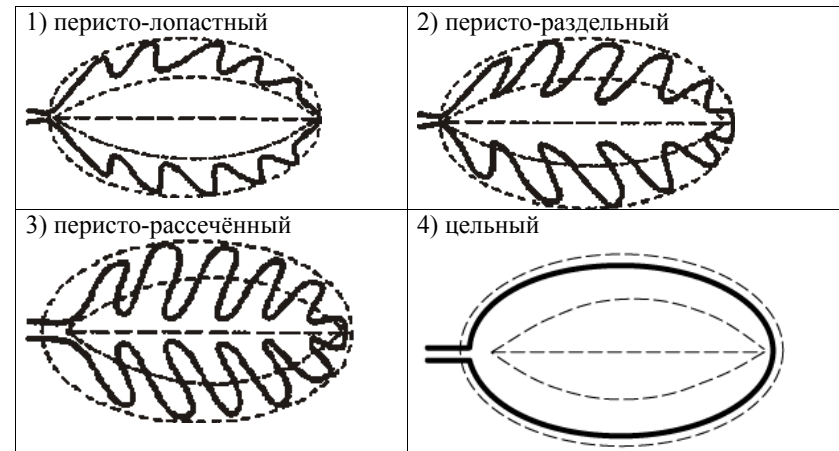 1) перисто-лопастный
2) перисто-раздельный
3) перисто-рассечённый
4) цельный